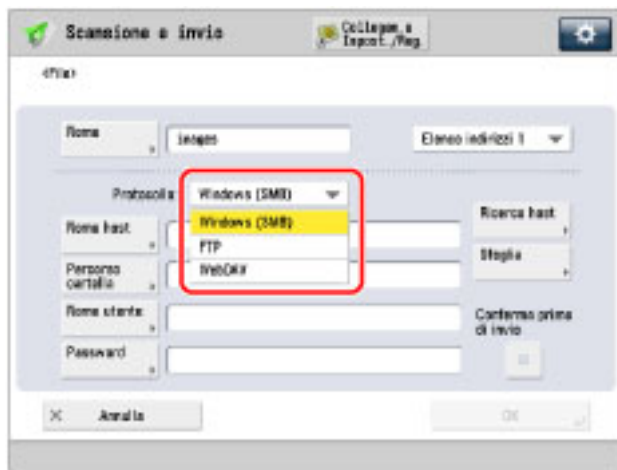 Scansione e invio
Collegam. a
Impost./Reg.
<File>
Nome
images
Elenco indirizzi 1
Protocollo
Windows (SMB)
Windows (SMB)
FTP
WebDAV
Nome host
Ricerca host
Sfoglia
Percorso
cartella
Nome utente
Conferma prima
di invio
Password
Annulla
OK